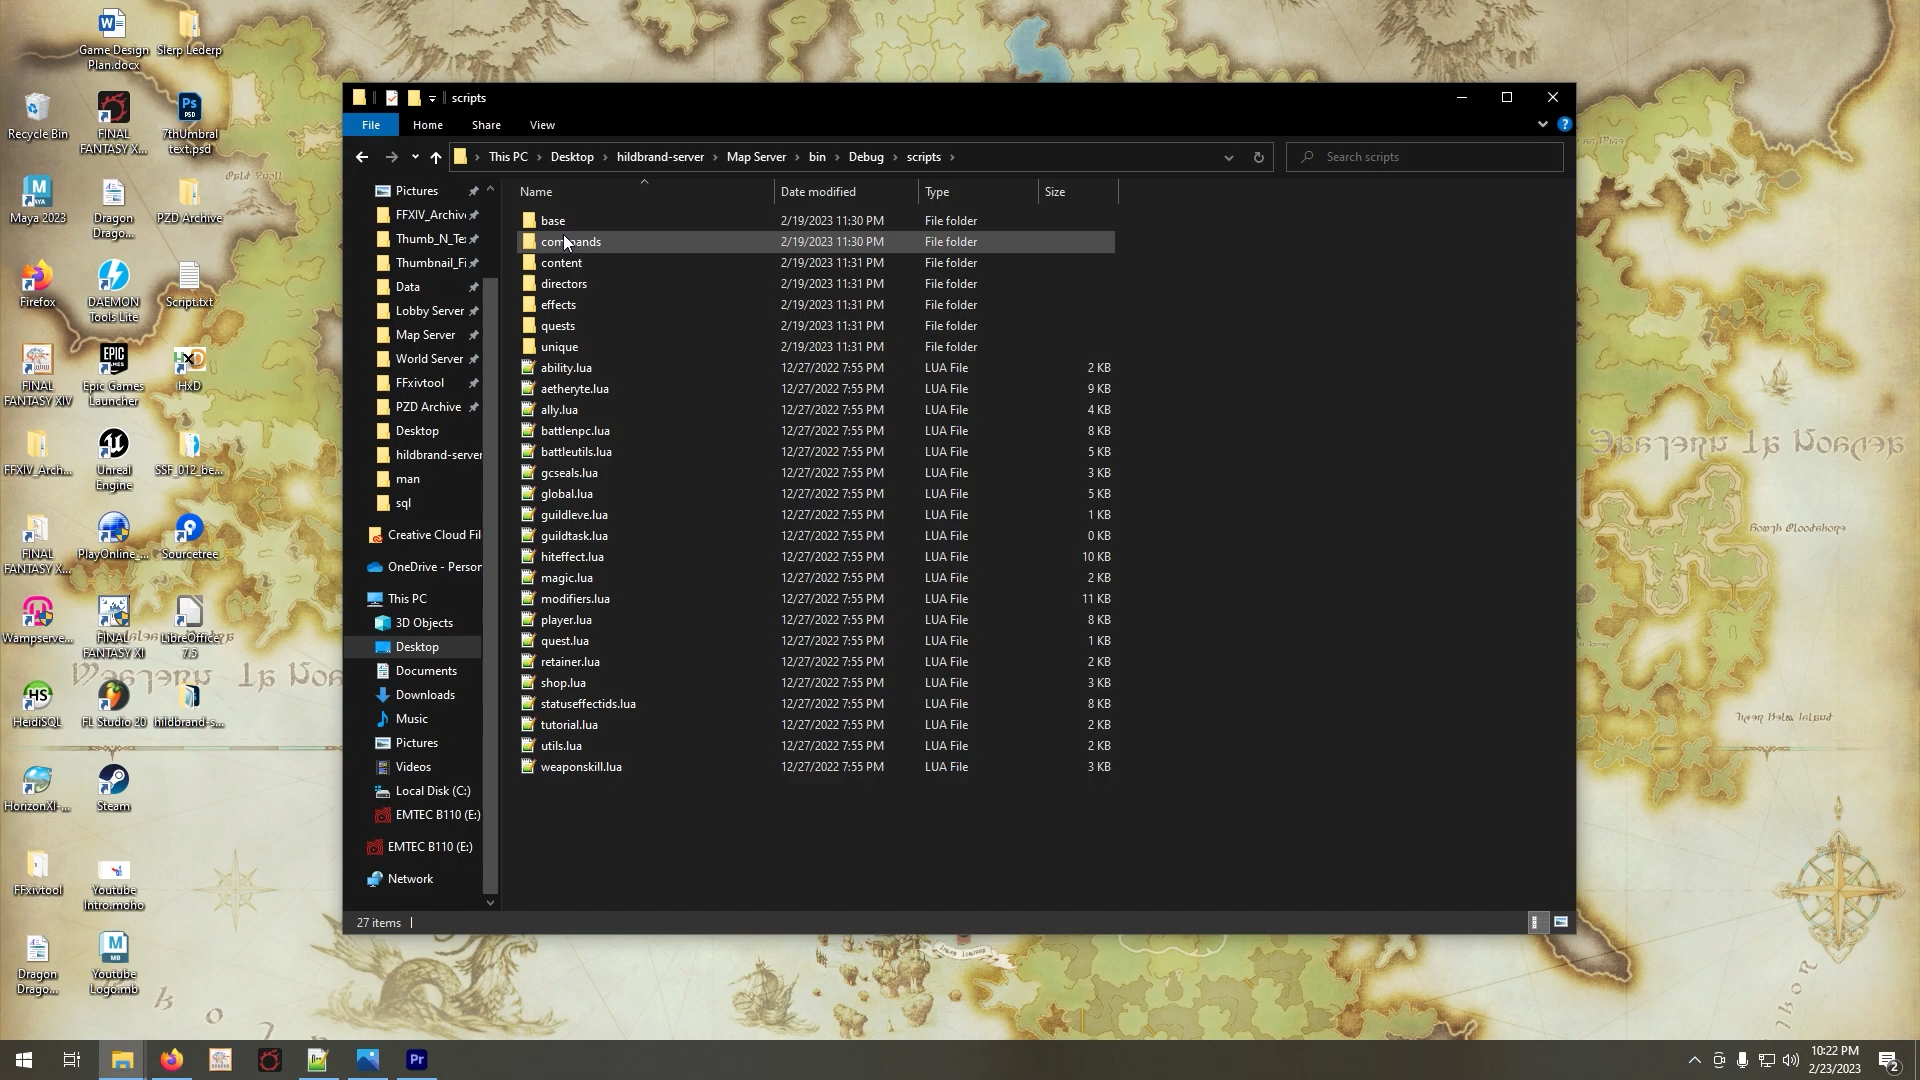 Game Design
Plan.docx
Slerp Lederp
Recycle Bin
FINAL
FANTASY X...
7thUmbral
text.psd
Maya 2023
Dragon
Drago...
PZD Archive
Firefox
DAEMON
Tools Lite
Script.txt
FINAL
FANTASY XIV
Epic Games
Launcher
HxD
FFXIV_Arch...
Unreal
Engine
SSF_012_be...
FINAL
FANTASY X...
PlayOnline_...
Sourcetree
Wampserve...
FINAL
FANTASY XI
LibreOffice
7.5
HeidiSQL
FL Studio 20
hildbrand-s...
HorizonXI-...
Steam
FFxivtool
Youtube
Intro.moho
Dragon
Drago...
Youtube
Logo.mb
scripts
File
Home
Share
View
This PC
Desktop
hildbrand-server
Map Server
bin
Debug
scripts
Search scripts
Pictures
FFXIV_Archiv
Thumb_N_Te
Thumbnail_Fi
Data
Lobby Server
Map Server
World Server
FFxivtool
PZD Archive
Desktop
hildbrand-server
man
sql
Creative Cloud Fil
OneDrive - Person
This PC
3D Objects
Desktop
Documents
Downloads
Music
Pictures
Videos
Local Disk (C:)
EMTEC B110 (E:)
EMTEC B110 (E:)
Network
Name Date modified Type Size
base 2/19/2023 11:30 PM File folder
commands 2/19/2023 11:30 PM File folder
content 2/19/2023 11:31 PM File folder
directors 2/19/2023 11:31 PM File folder
effects 2/19/2023 11:31 PM File folder
quests 2/19/2023 11:31 PM File folder
unique 2/19/2023 11:31 PM File folder
ability.lua 12/27/2022 7:55 PM LUA File 2 KB
aetheryte.lua 12/27/2022 7:55 PM LUA File 9 KB
ally.lua 12/27/2022 7:55 PM LUA File 4 KB
battlenpc.lua 12/27/2022 7:55 PM LUA File 8 KB
battleutils.lua 12/27/2022 7:55 PM LUA File 5 KB
gcseals.lua 12/27/2022 7:55 PM LUA File 3 KB
global.lua 12/27/2022 7:55 PM LUA File 5 KB
guildleve.lua 12/27/2022 7:55 PM LUA File 1 KB
guildtask.lua 12/27/2022 7:55 PM LUA File 0 KB
hiteffect.lua 12/27/2022 7:55 PM LUA File 10 KB
magic.lua 12/27/2022 7:55 PM LUA File 2 KB
modifiers.lua 12/27/2022 7:55 PM LUA File 11 KB
player.lua 12/27/2022 7:55 PM LUA File 8 KB
quest.lua 12/27/2022 7:55 PM LUA File 1 KB
retainer.lua 12/27/2022 7:55 PM LUA File 2 KB
shop.lua 12/27/2022 7:55 PM LUA File 3 KB
statuseffectids.lua 12/27/2022 7:55 PM LUA File 8 KB
tutorial.lua 12/27/2022 7:55 PM LUA File 2 KB
utils.lua 12/27/2022 7:55 PM LUA File 2 KB
weaponskill.lua 12/27/2022 7:55 PM LUA File 3 KB
27 items
10:22 PM
2/23/2023
2